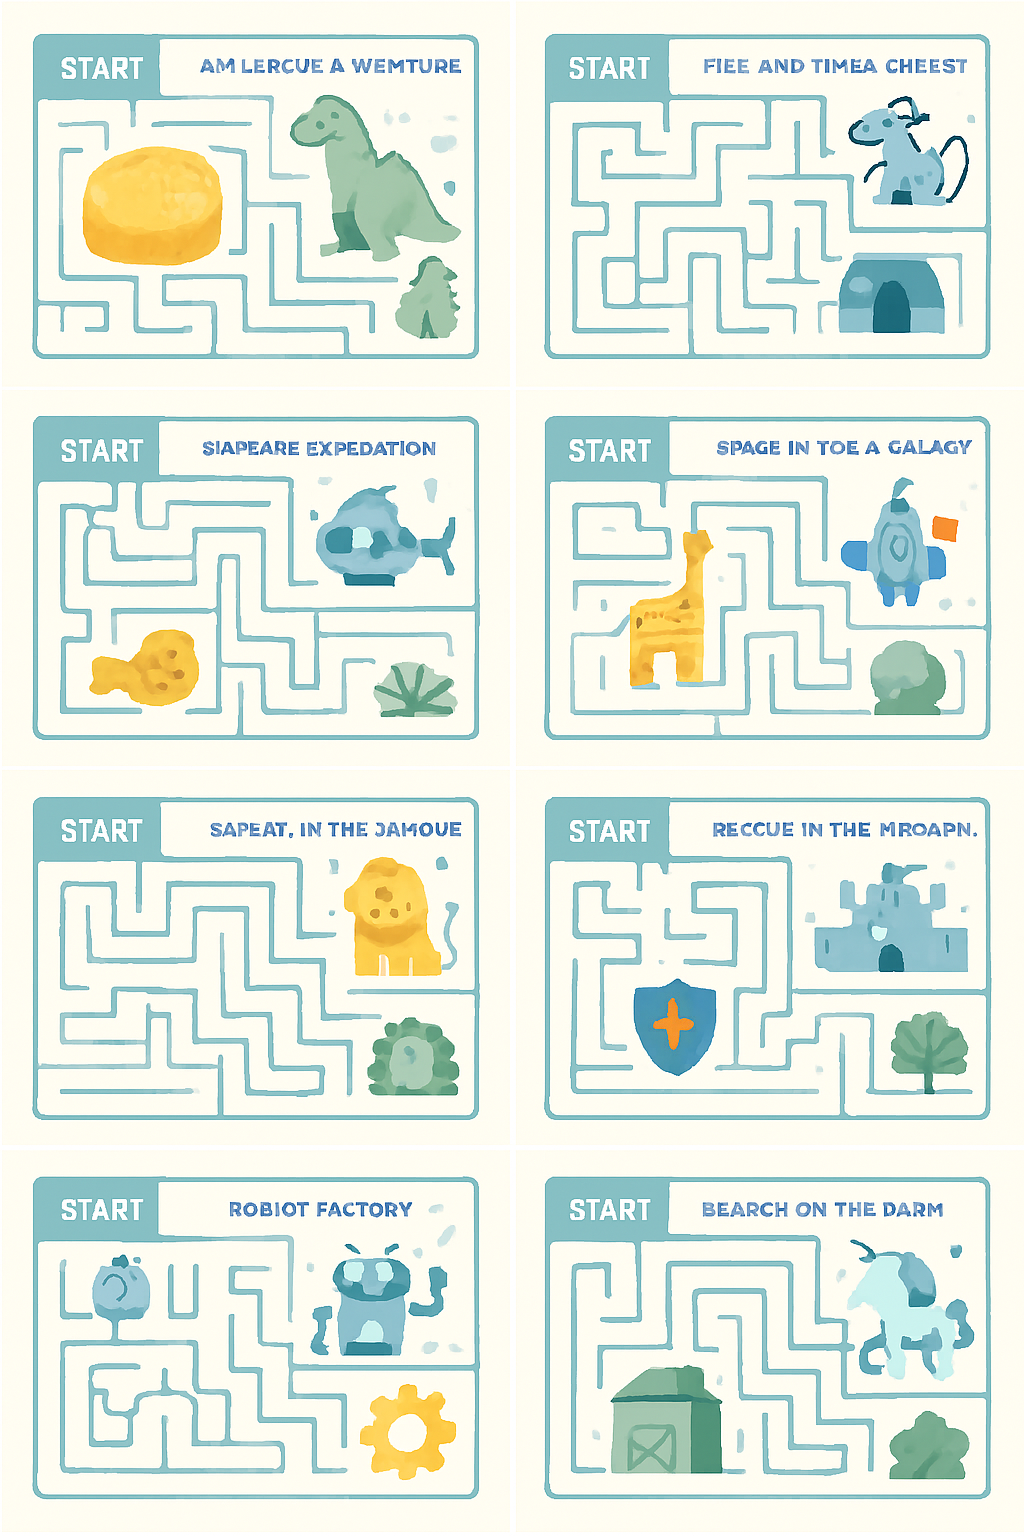 START
AM LERCUE A WEMTURE
START
FIEE AND TIMEA CHEEST
START
SIAPEARE EXPEDATION
START
SPAGE IN TOE A GALAGY
START
SAPEAT, IN THE JAMOUE
START
RECCUE IN THE MROAPN.
START
ROBIOT FACTORY
START
BEARCH ON THE DARM